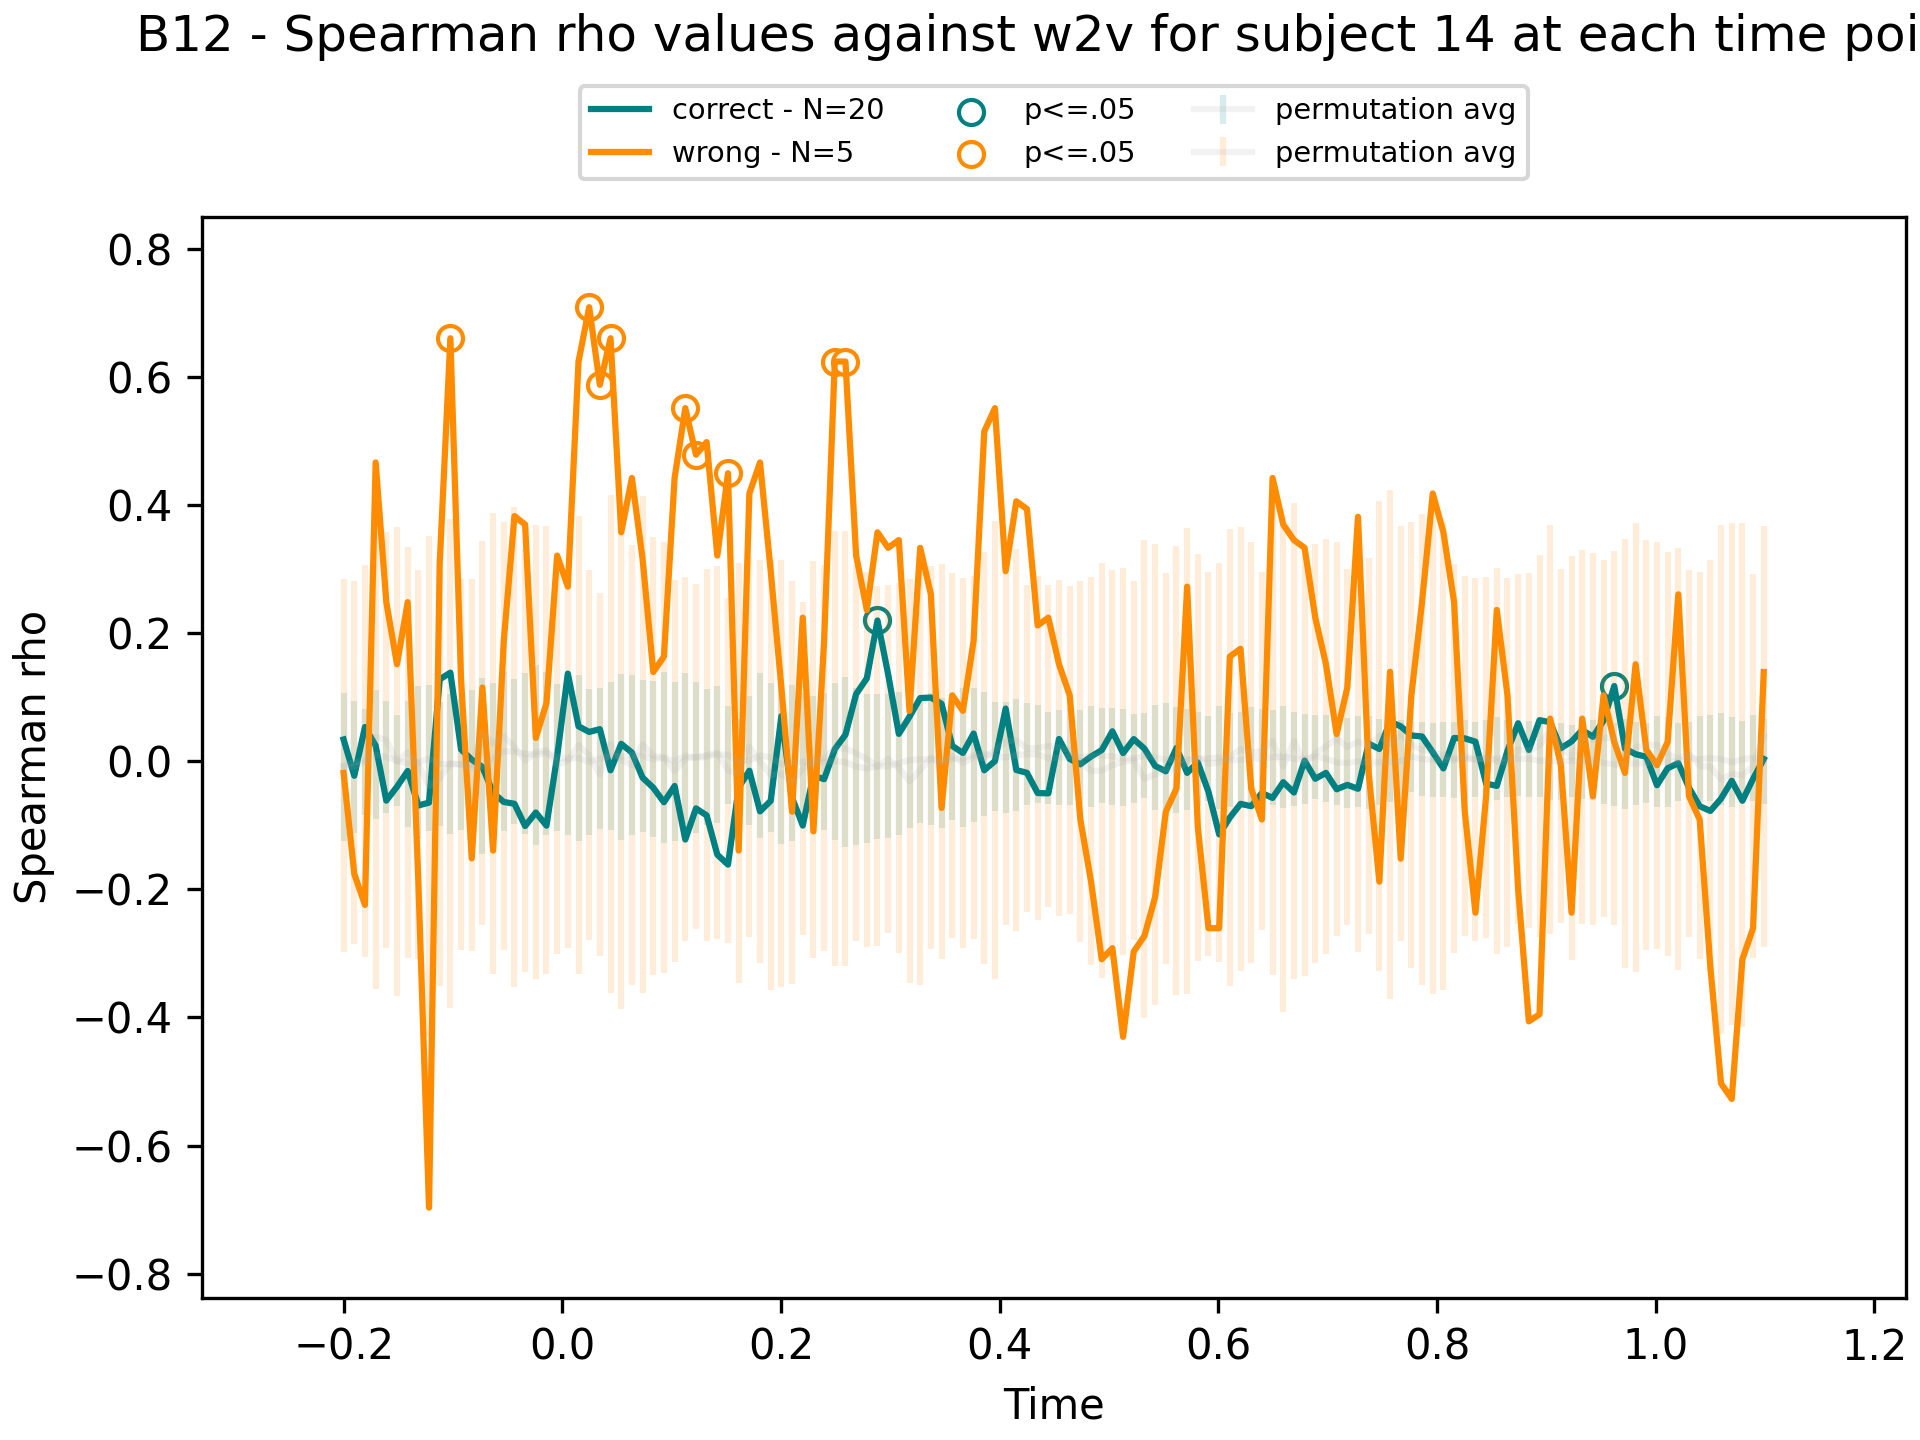 B12 - Spearman rho values against w2v for subject 14 at each time poi
correct - N=20 p<=.05 permutation avg
wrong - N=5 p<=.05 permutation avg
0.8
0.6
0.4
0.2
0.0
−0.2
−0.4
−0.6
−0.8
Spearman rho
−0.2 0.0 0.2 0.4 0.6 0.8 1.0 1.2
Time